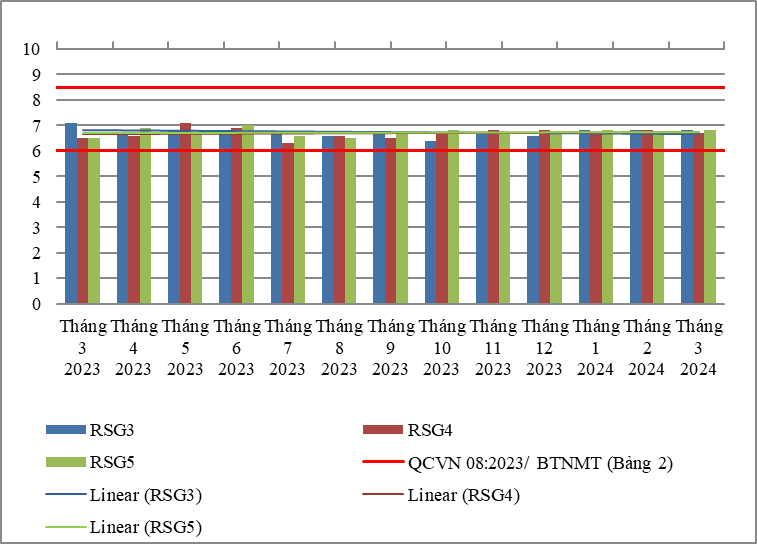 10
9
8
7
6
5
4
3
2
1
0
Tháng Tháng Tháng Tháng Tháng Tháng Tháng Tháng Tháng Tháng Tháng Tháng Tháng
3 4 5 6 7 8 9 10 11 12 1 2 3
2023 2023 2023 2023 2023 2023 2023 2023 2023 2023 2024 2024 2024
RSG3 RSG4
RSG5 QCVN 08:2023/ BTNMT (Bảng 2)
Linear (RSG3) Linear (RSG4)
Linear (RSG5)